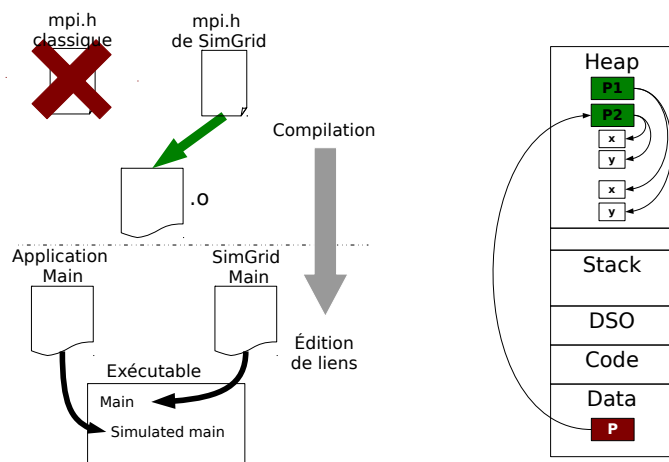 mpi.h
classique
mpi.h
de SimGrid
Compilation
.o
Application
Main
SimGrid
Main
Édition
de liens
Exécutable
Main
Simulated main
Heap
P1
P2
x
y
x
y
Stack
DSO
Code
Data
P